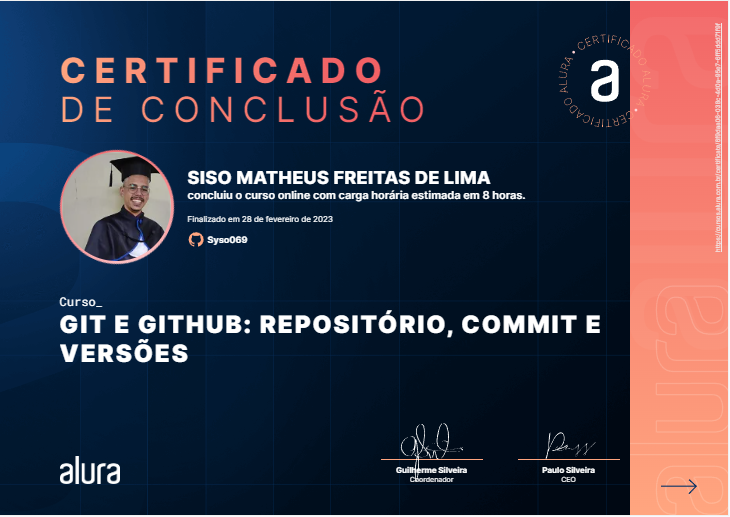 CERTIFICADO
DE CONCLUSÃO
CERTIFICADO ALURA • CERTIFICADO ALURA •
a
SISO MATHEUS FREITAS DE LIMA
concluiu o curso online com carga horária estimada em 8 horas.
Finalizado em 28 de fevereiro de 2023
Syso069
Curso_
GIT E GITHUB: REPOSITÓRIO, COMMIT E
VERSÕES
alura
Guilherme Silveira
Coordenador
Paulo Silveira
CEO
alura